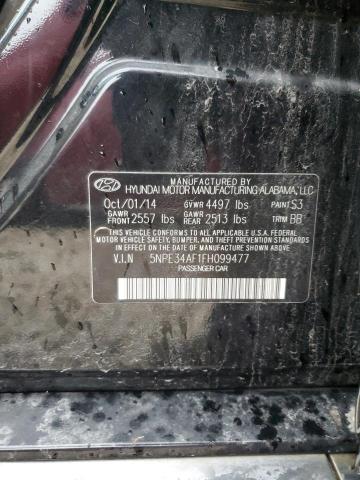 MANUFACTURED BY
HYUNDAI MOTOR MANUFACTURING ALABAMA, LLC
Oct/01/14 GVWR 4497 lbs PAINT S3
GAWR FRONT 2557 lbs GAWR REAR 2513 lbs TRIM BB
THIS VEHICLE CONFORMS TO ALL APPLICABLE U.S.A. FEDERAL
MOTOR VEHICLE SAFETY, BUMPER, AND THEFT PREVENTION
STANDARDS IN EFFECT ON THE DATE OF MANUFACTURE SHOWN ABOVE.
V.I.N 5NPE34AF1FH099477
PASSENGER CAR